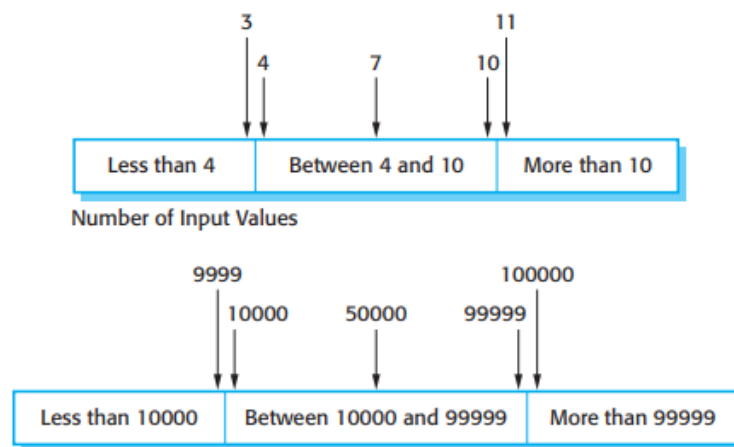 3 11
4 7 10
Less than 4 Between 4 and 10 More than 10
Number of Input Values
9999 100000
10000 50000 99999
Less than 10000 Between 10000 and 99999 More than 99999